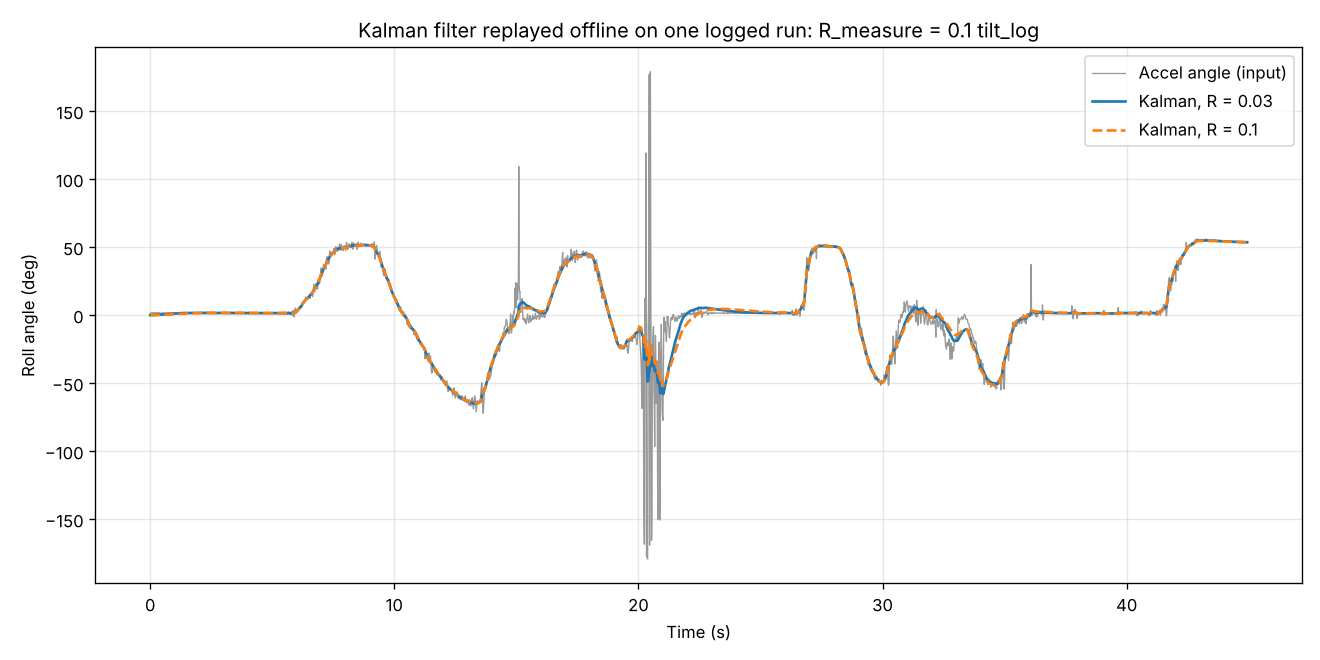 Kalman filter replayed offline on one logged run: R_measure = 0.1 tilt_log
Accel angle (input)
Kalman, R = 0.03
Kalman, R = 0.1
Roll angle (deg)
150
100
50
0
−50
−100
−150
0
10
20
30
40
Time (s)